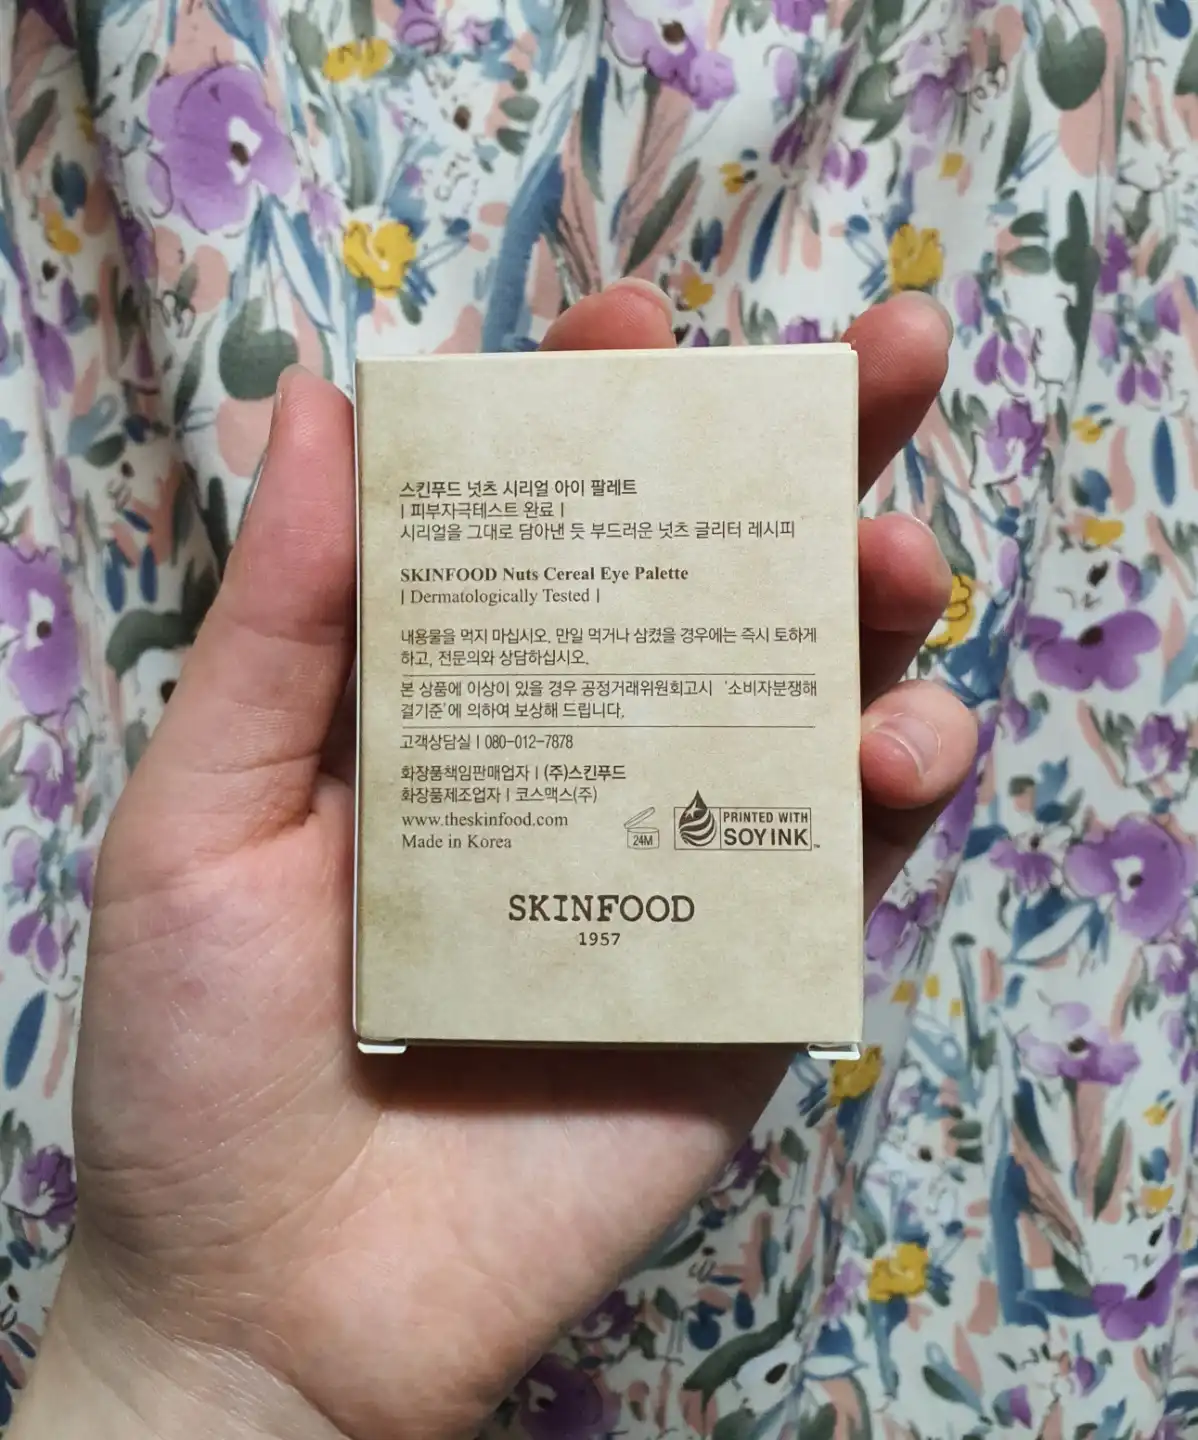 스킨푸드 넛츠 시리얼 아이 팔레트
| 피부자극테스트 완료 |
시리얼을 그대로 담아낸 듯 부드러운 넛츠 글리터 레시피
SKINFOOD Nuts Cereal Eye Palette
| Dermatologically Tested |
내용물을 먹지 마십시오. 만일 먹거나 삼켰을 경우에는 즉시 토하게
하고, 전문의와 상담하십시오.
본 상품에 이상이 있을 경우 공정거래위원회고시 '소비자분쟁해
결기준'에 의하여 보상해 드립니다.
고객상담실 | 080-012-7878
화장품책임판매업자 | (주)스킨푸드
화장품제조업자 | 코스맥스(주)
www.theskinfood.com
Made in Korea
24M
PRINTED WITH
SOY INK™
SKINFOOD
1957